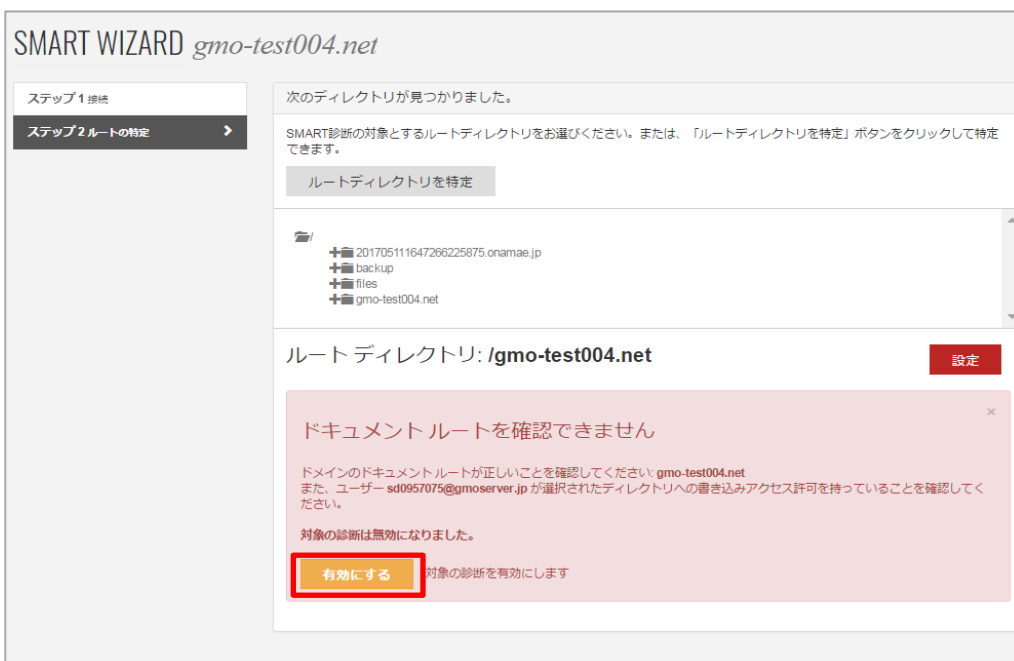 SMART WIZARD gmo-test004.net
ステップ1 接続
ステップ2 ルートの特定
次のディレクトリが見つかりました。
SMART診断の対象とするルートディレクトリをお選びください。または、「ルートディレクトリを特定」ボタンをクリックして特定
できます。
ルートディレクトリを特定
/
201705111647266225875.onamae.jp
backup
files
gmo-test004.net
ルート ディレクトリ: /gmo-test004.net
設定
×
ドキュメント ルートを確認できません
ドメインのドキュメント ルートが正しいことを確認してください: gmo-test004.net
また、ユーザー sd0957075@gmoserver.jp が選択されたディレクトリへの書き込みアクセス許可を持っていることを確認してく
ださい。
対象の診断は無効になりました。
有効にする 対象の診断を有効にします